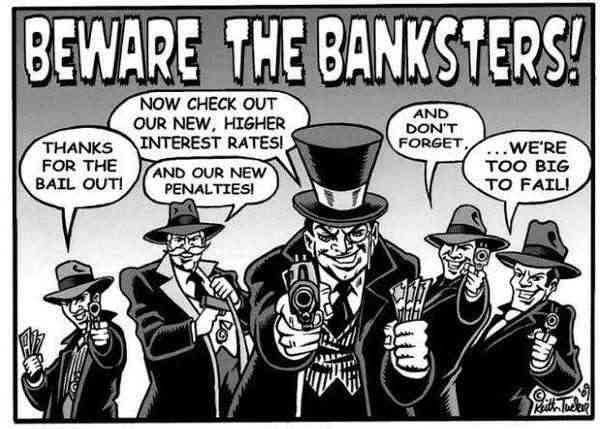 BEWARE THE BANKSTERS!
THANKS
FOR THE
BAIL OUT!
NOW CHECK OUT
OUR NEW, HIGHER
INTEREST RATES!
AND OUR NEW
PENALTIES!
AND
DON'T
FORGET,
...WE'RE
TOO BIG
TO FAIL!
© Keith Tucker '09